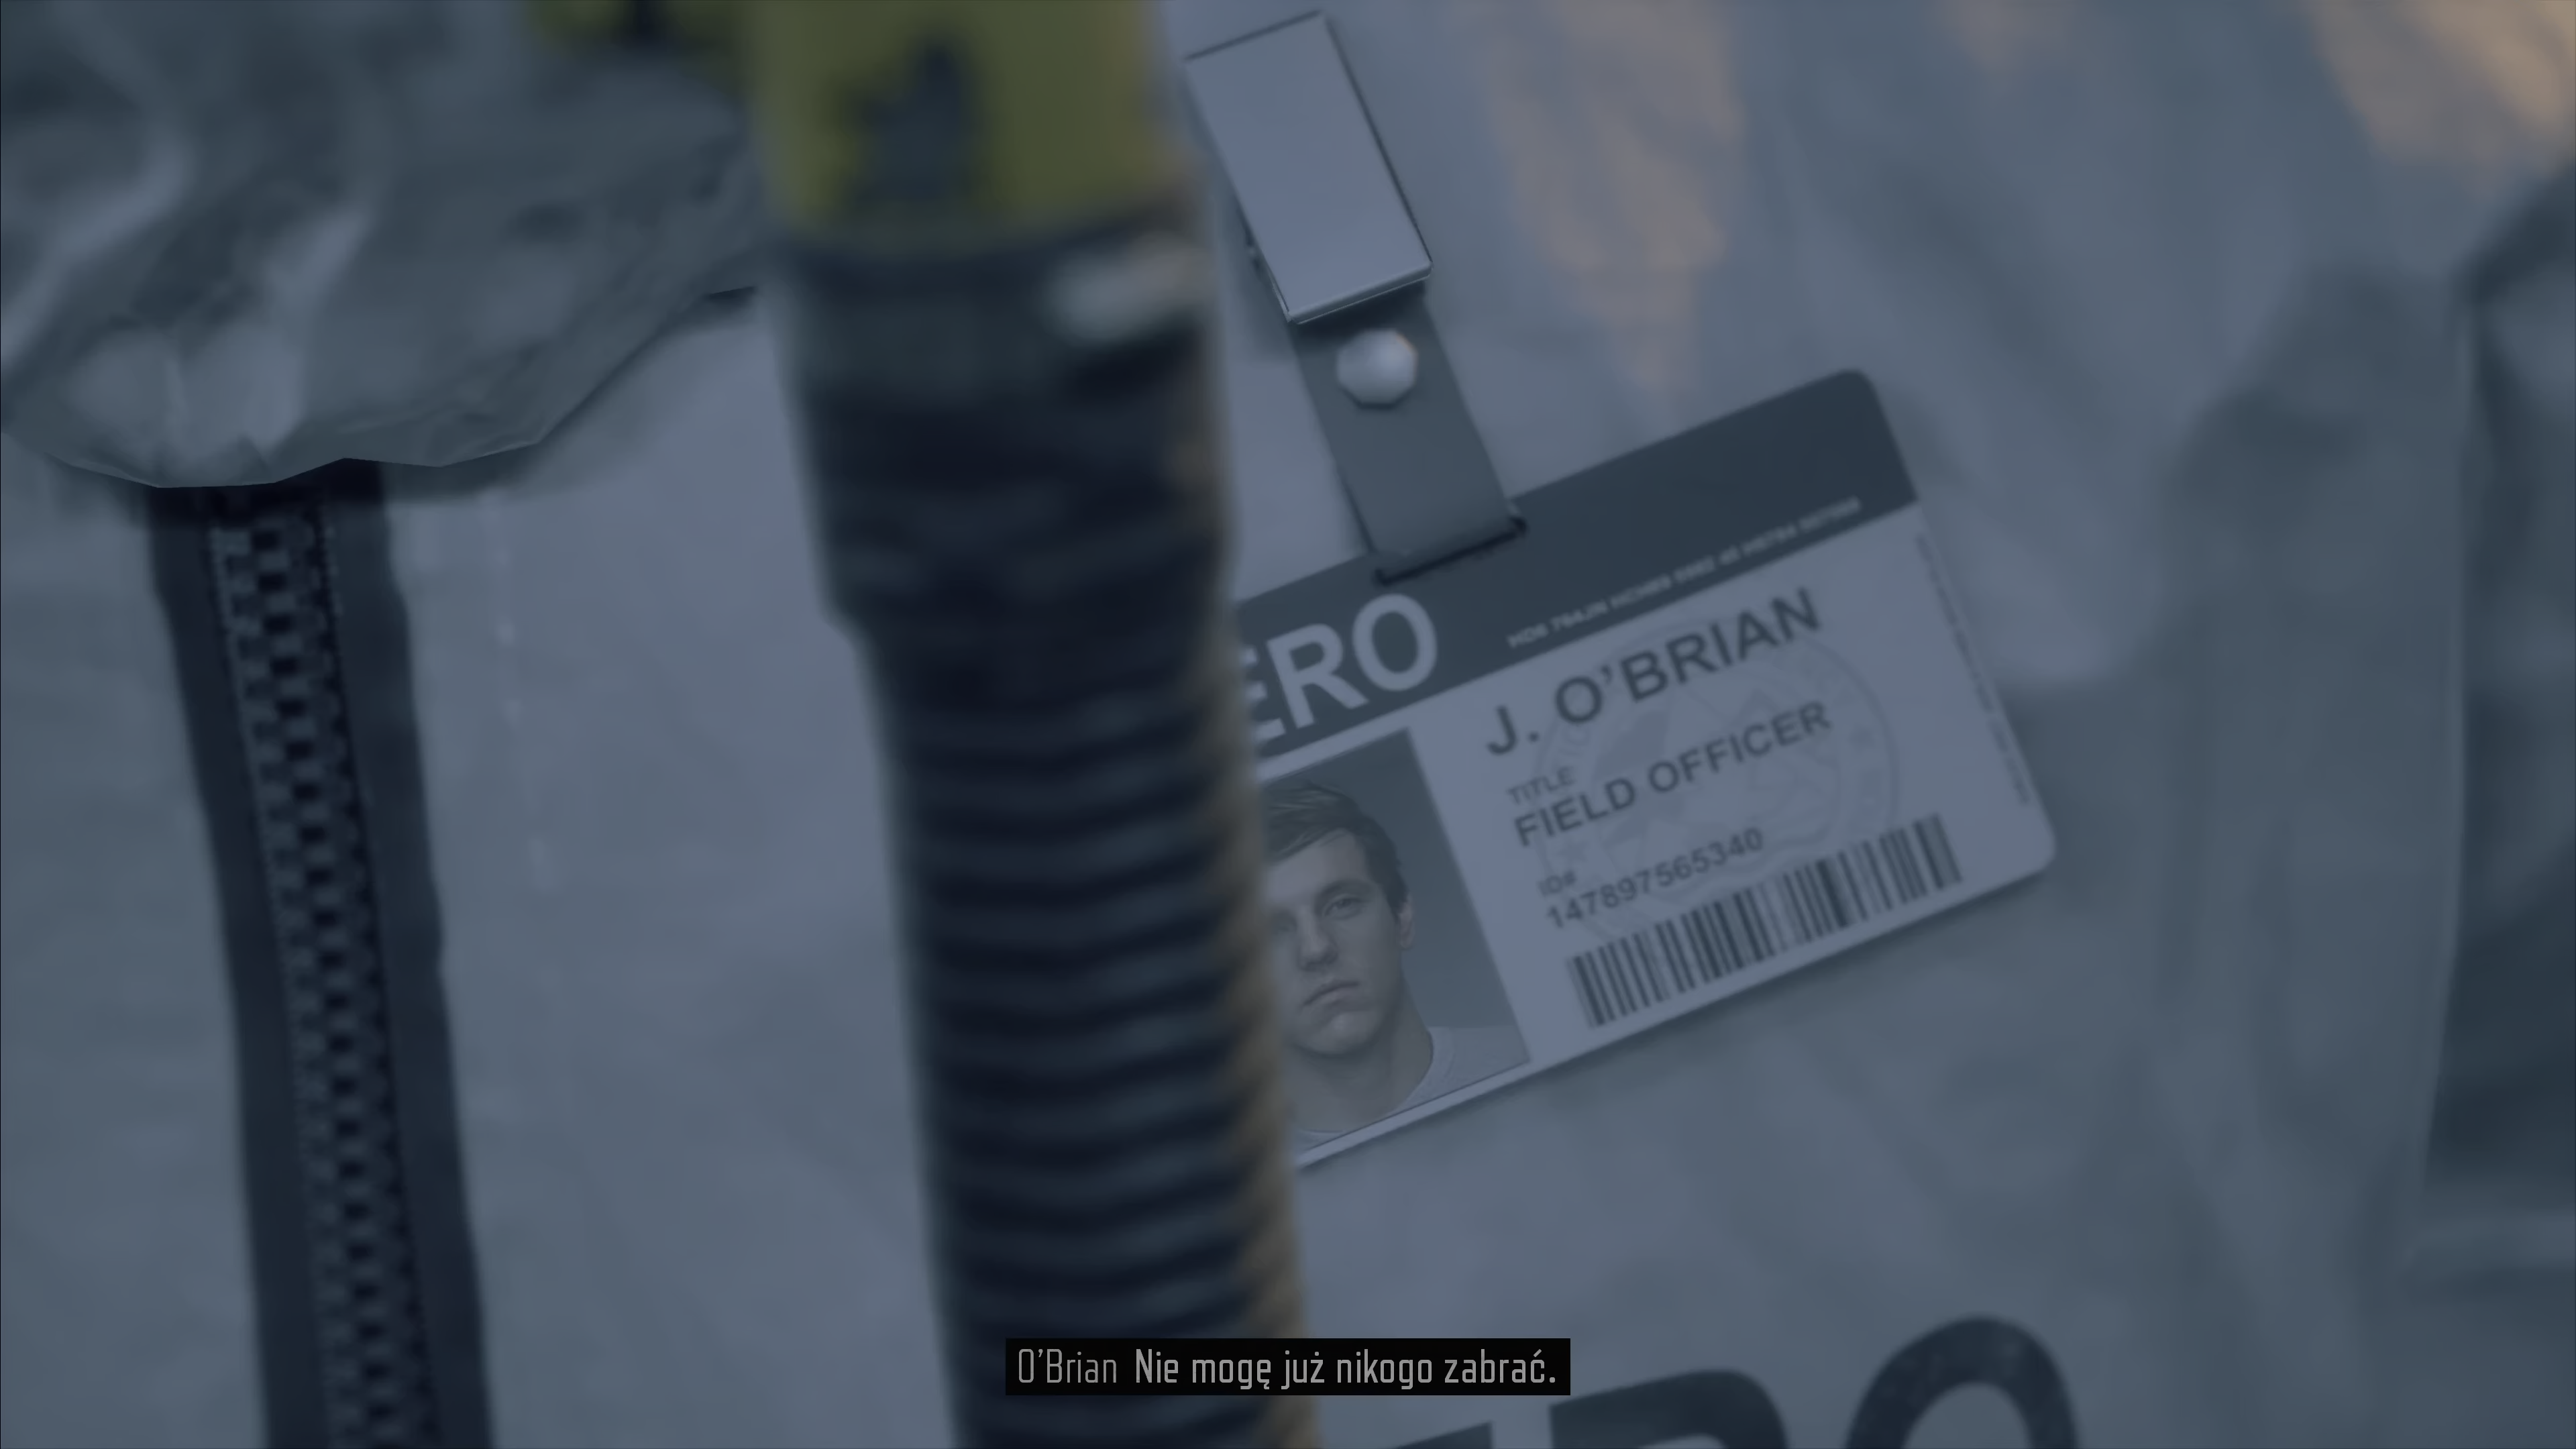 ERO
J. O'BRIAN
TITLE
FIELD OFFICER
ID#
147897565340
O'Brian Nie mogę już nikogo zabrać.